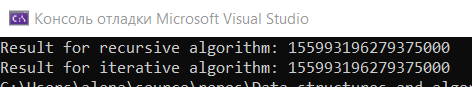 Консоль отладки Microsoft Visual Studio
Result for recursive algorithm: 155993196279375000
Result for iterative algorithm: 155993196279375000